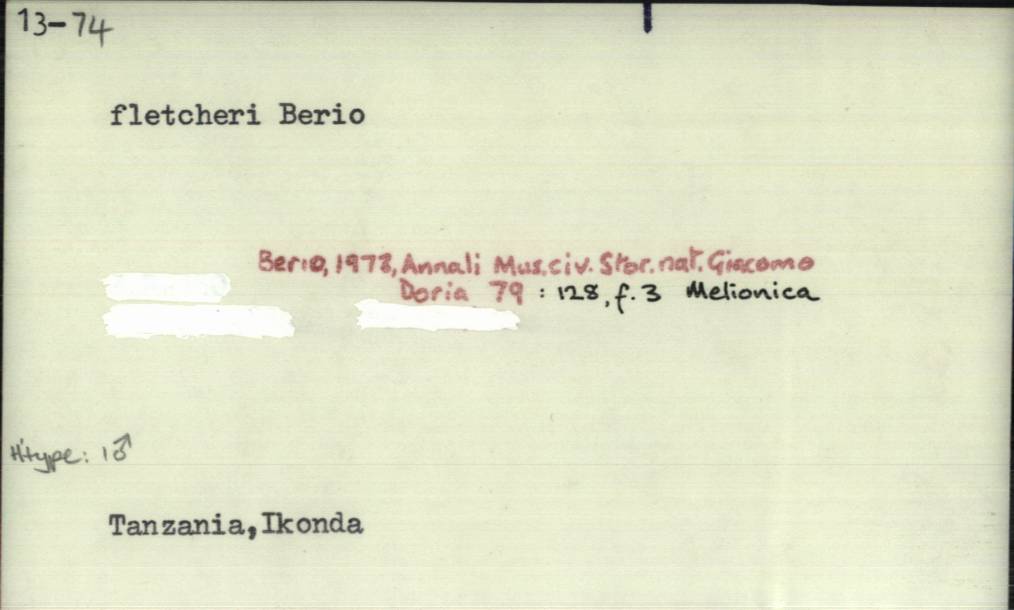 13-74
fletcheri Berio
Berio, 1973, Annali Mus. civ. Stor. nat. Giacomo
Doria 79 : 128, f. 3 Melionica
H'type: 1♂
Tanzania, Ikonda